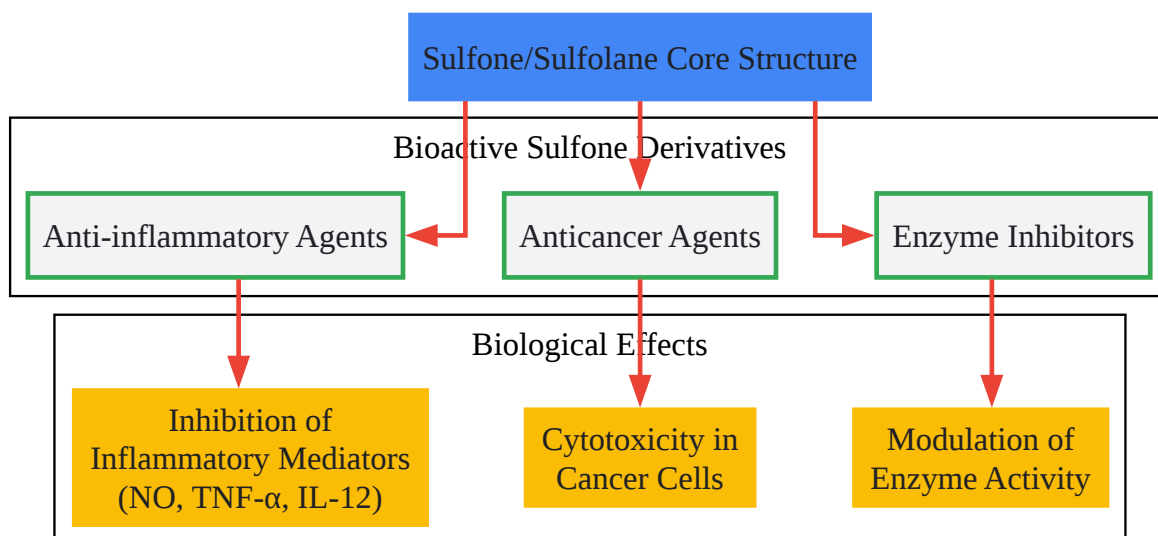 Sulfone/Sulfolane Core Structure
Bioactive Sulfone Derivatives
Anti-inflammatory Agents
Anticancer Agents
Enzyme Inhibitors
Biological Effects
Inhibition of
Inflammatory Mediators
(NO, TNF-α, IL-12)
Cytotoxicity in
Cancer Cells
Modulation of
Enzyme Activity